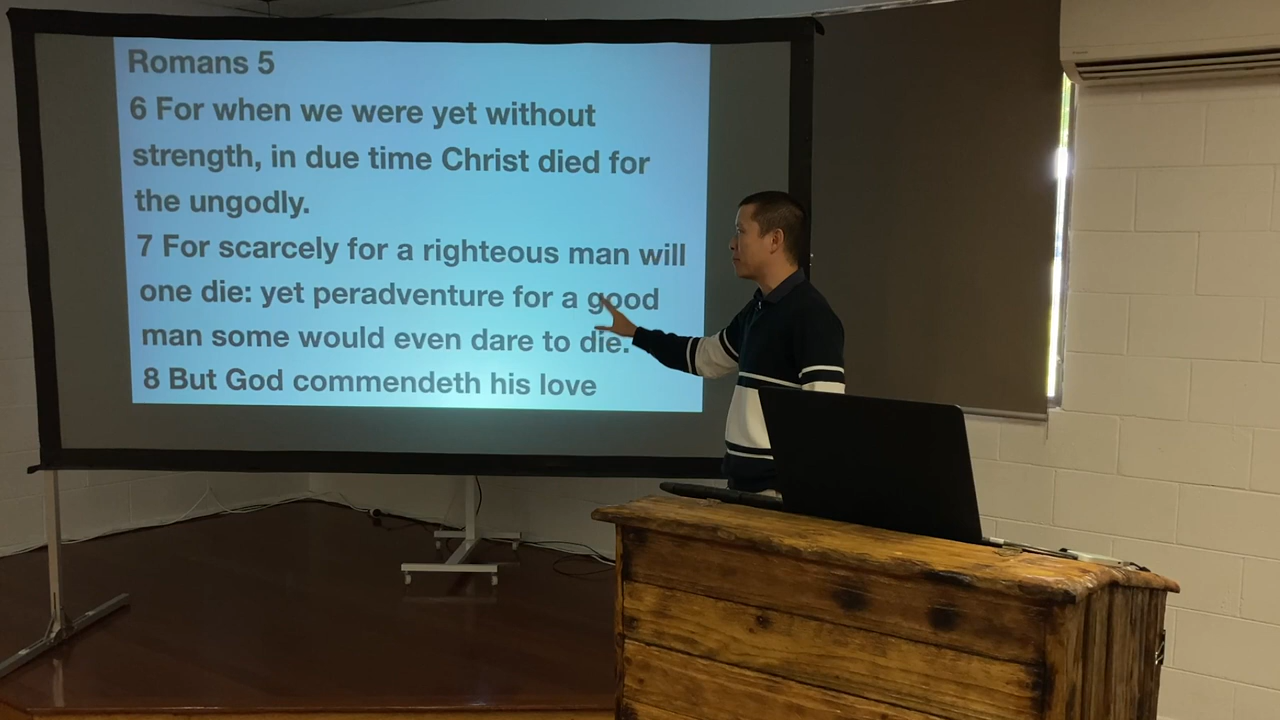 Romans 5
6 For when we were yet without
strength, in due time Christ died for
the ungodly.
7 For scarcely for a righteous man will
one die: yet peradventure for a good
man some would even dare to die.
8 But God commendeth his love